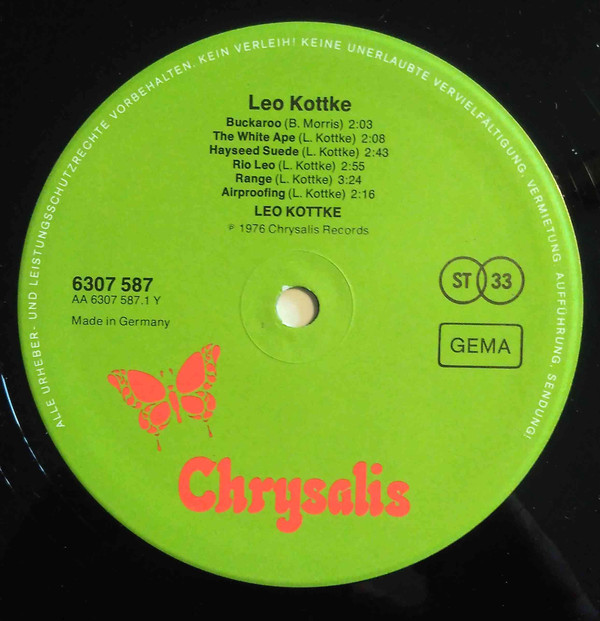 ALLE URHEBER- UND LEISTUNGSSCHUTZRECHTE VORBEHALTEN. KEIN VERLEIH! KEINE UNERLAUBTE VERVIELFÄLTIGUNG, VERMIETUNG, AUFFÜHRUNG, SENDUNG!
Leo Kottke
Buckaroo (B. Morris) 2:03
The White Ape (L. Kottke) 2:08
Hayseed Suede (L. Kottke) 2:43
Rio Leo (L. Kottke) 2:55
Range (L. Kottke) 3:24
Airproofing (L. Kottke) 2:16
LEO KOTTKE
℗ 1976 Chrysalis Records
6307 587
AA 6307 587.1 Y
Made in Germany
ST 33
GEMA
Chrysalis